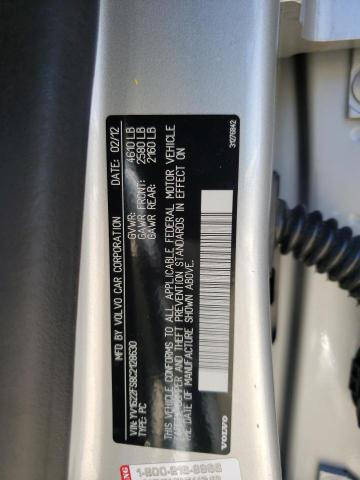 MFD BY VOLVO CAR CORPORATION DATE: 02/12
GVWR: 4610 LB
GAWR FRONT: 2580 LB
GAWR REAR: 2160 LB
THIS VEHICLE CONFORMS TO ALL APPLICABLE FEDERAL MOTOR VEHICLE
SAFETY, BUMPER AND THEFT PREVENTION STANDARDS IN EFFECT ON
THE DATE OF MANUFACTURE SHOWN ABOVE.
VIN: YV1622FS8C2128630
TYPE: PC
VOLVO
31276842